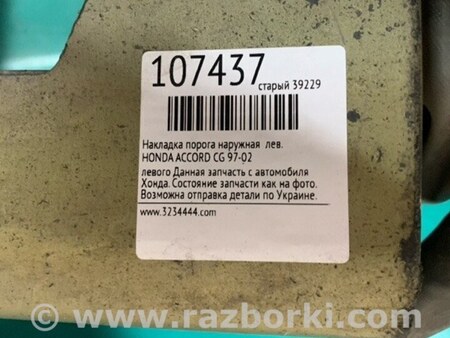 107437 старый 39229
Накладка порога наружная лев.
HONDA ACCORD CG 97-02
левого Данная запчасть с автомобиля
Хонда. Состояние запчасти как на фото.
Возможна отправка детали по Украине.
www.3234444.com
© www.razborki.com